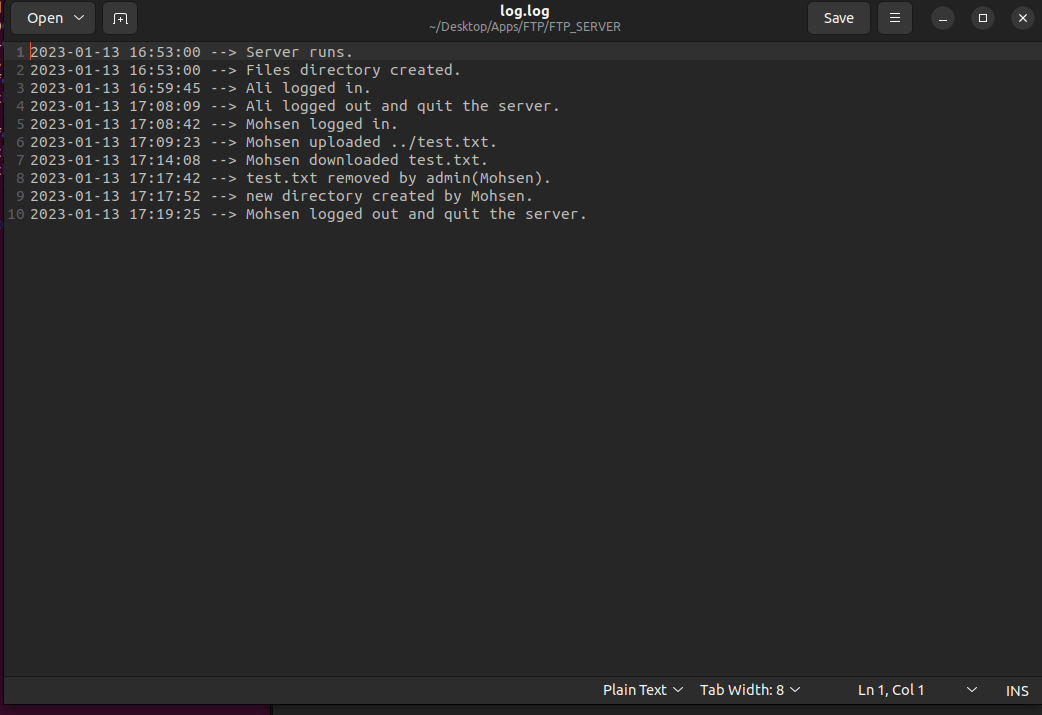 Open
log.log
~/Desktop/Apps/FTP/FTP_SERVER
Save
1 2023-01-13 16:53:00 --> Server runs.
2 2023-01-13 16:53:00 --> Files directory created.
3 2023-01-13 16:59:45 --> Ali logged in.
4 2023-01-13 17:08:09 --> Ali logged out and quit the server.
5 2023-01-13 17:08:42 --> Mohsen logged in.
6 2023-01-13 17:09:23 --> Mohsen uploaded ../test.txt.
7 2023-01-13 17:14:08 --> Mohsen downloaded test.txt.
8 2023-01-13 17:17:42 --> test.txt removed by admin(Mohsen).
9 2023-01-13 17:17:52 --> new directory created by Mohsen.
10 2023-01-13 17:19:25 --> Mohsen logged out and quit the server.
Plain Text Tab Width: 8 Ln 1, Col 1 INS